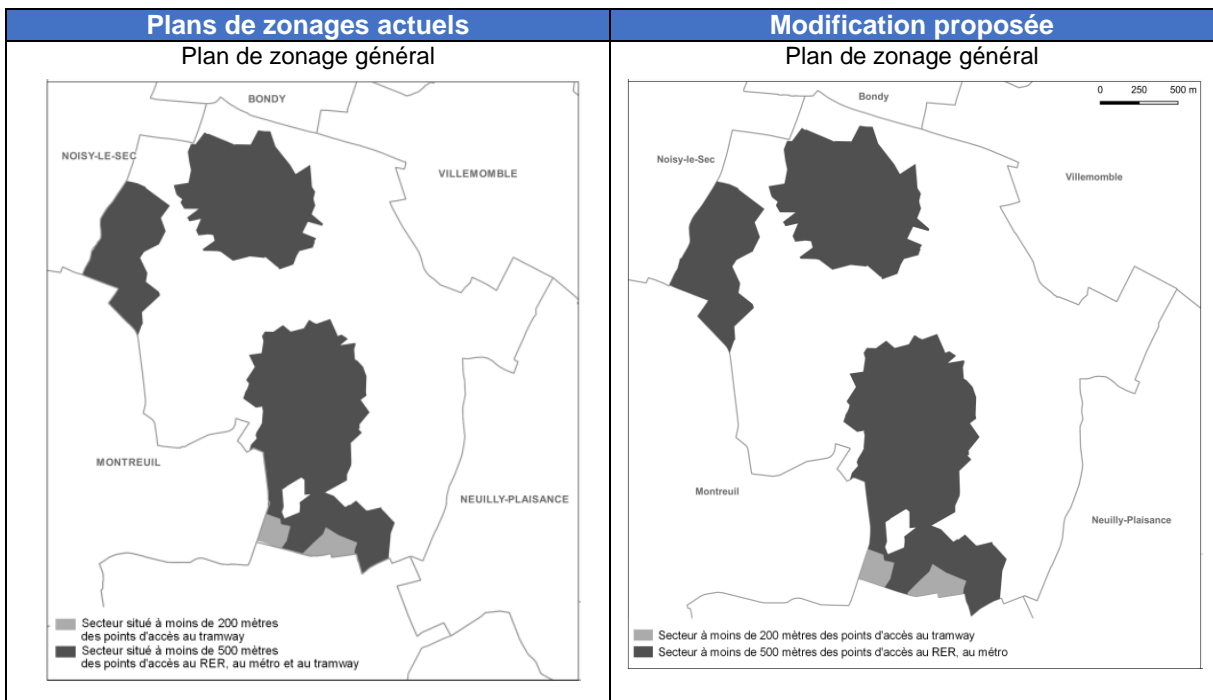 Plans de zonages actuels
Modification proposée
Plan de zonage général
Plan de zonage général
BONDY
NOISY-LE-SEC
VILLEMOMBLE
MONTREUIL
NEUILLY-PLAISANCE
Secteur situé à moins de 200 mètres
des points d'accès au tramway
Secteur situé à moins de 500 mètres
des points d'accès au RER, au métro et au tramway
0 250 500 m
Bondy
Noisy-le-Sec
Villemomble
Montreuil
Neuilly-Plaisance
Secteur à moins de 200 mètres des points d'accès au tramway
Secteur à moins de 500 mètres des points d'accès au RER, au métro